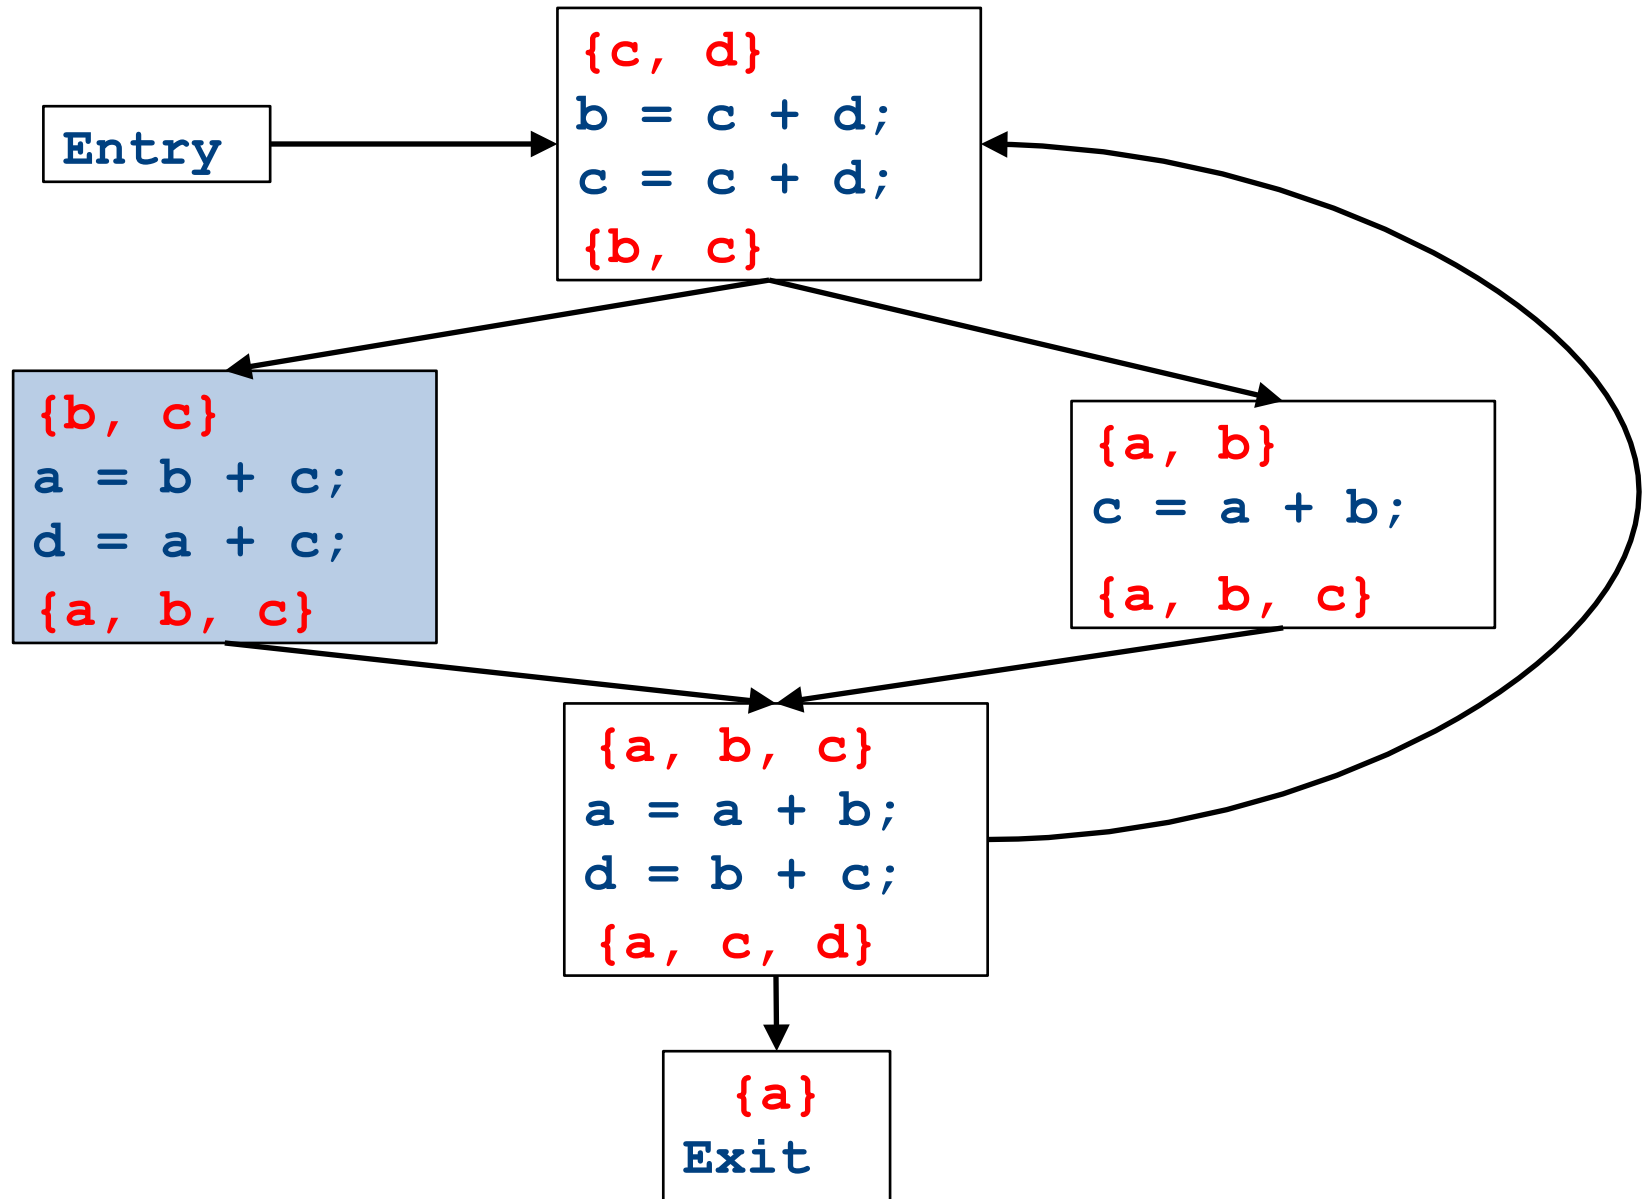 {c, d}
b = c + d;
c = c + d;
{b, c}
Entry
{b, c}
a = b + c;
d = a + c;
{a, b, c}
{a, b}
c = a + b;
{a, b, c}
{a, b, c}
a = a + b;
d = b + c;
{a, c, d}
{a}
Exit